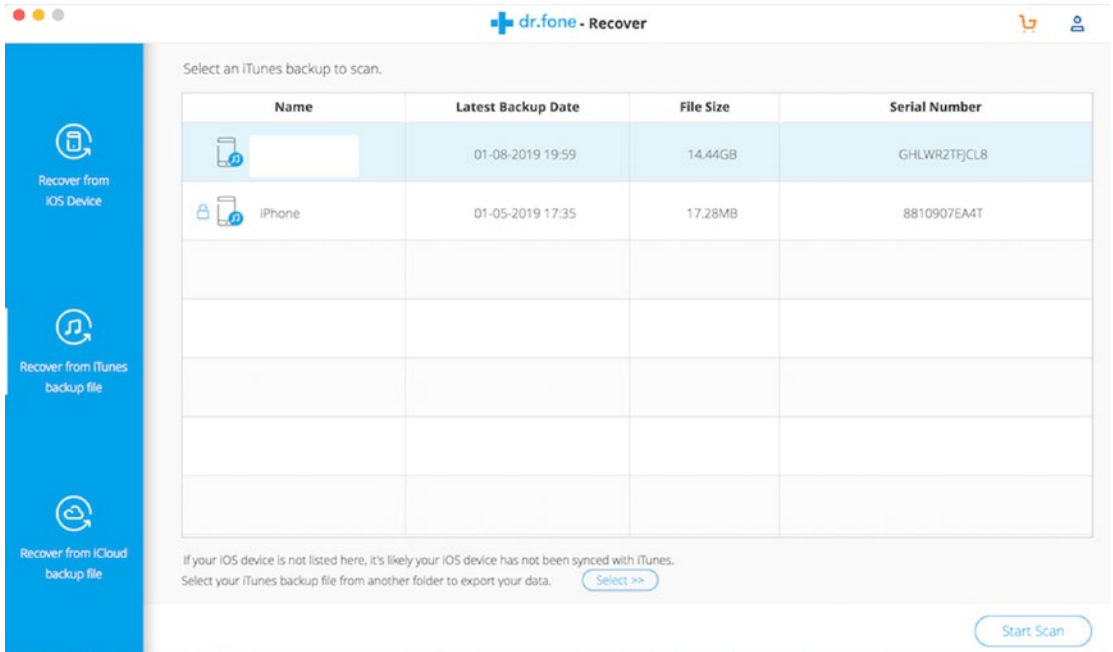 dr.fone - Recover
Select an iTunes backup to scan.
Name Latest Backup Date File Size Serial Number
01-08-2019 19:59 14.44GB GHLWR2TFJCL8
iPhone 01-05-2019 17:35 17.28MB 8810907EA4T
Recover from
iOS Device
Recover from iTunes
backup file
Recover from iCloud
backup file
If your iOS device is not listed here, it's likely your iOS device has not been synced with iTunes.
Select your iTunes backup file from another folder to export your data. Select >>
Start Scan